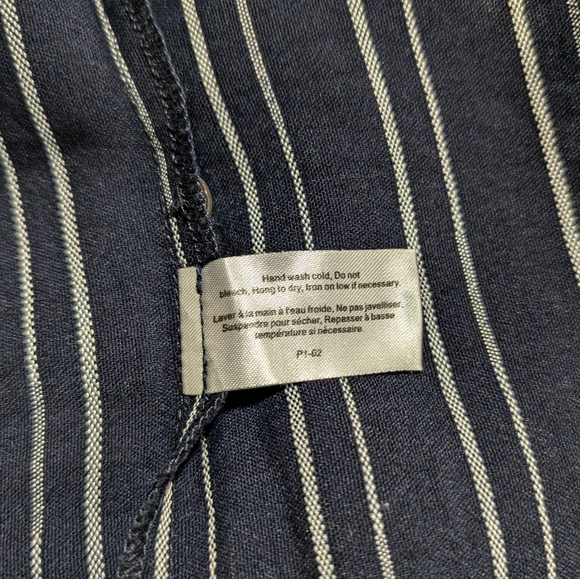 Hand wash cold, Do not
bleach, Hong to dry, Iron on low if necessary.
Laver à la main à l'eau froide, Ne pas javelliser.
Suspendre pour sécher, Repasser à basse
température si nécessaire.
P1-02